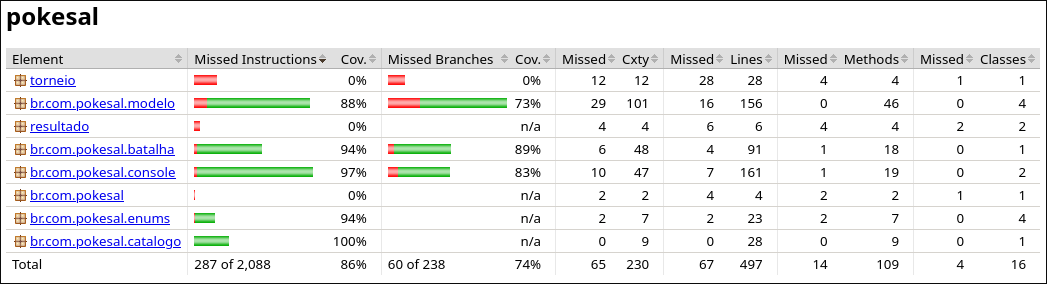 pokesal
Element Missed Instructions Cov. Missed Branches Cov. Missed Cxty Missed Lines Missed Methods Missed Classes
torneio 0% 0% 12 12 28 28 4 4 1 1
br.com.pokesal.modelo 88% 73% 29 101 16 156 0 46 0 4
resultado 0% n/a 4 4 6 6 4 4 2 2
br.com.pokesal.batalha 94% 89% 6 48 4 91 1 18 0 1
br.com.pokesal.console 97% 83% 10 47 7 161 1 19 0 2
br.com.pokesal 0% n/a 2 2 4 4 2 2 1 1
br.com.pokesal.enums 94% n/a 2 7 2 23 2 7 0 4
br.com.pokesal.catalogo 100% n/a 0 9 0 28 0 9 0 1
Total 287 of 2,088 86% 60 of 238 74% 65 230 67 497 14 109 4 16